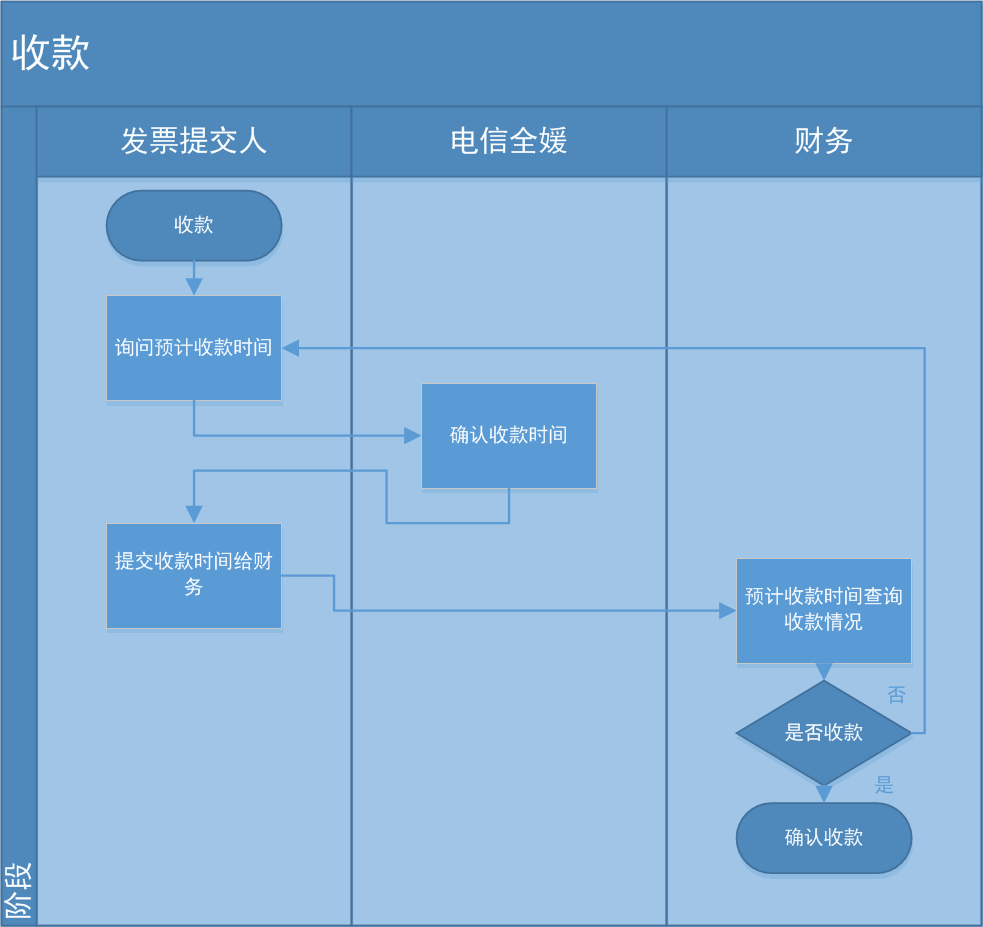 收款
发票提交人
电信全媛
财务
收款
询问预计收款时间
确认收款时间
提交收款时间给财
务
预计收款时间查询
收款情况
否
是否收款
是
确认收款
阶段